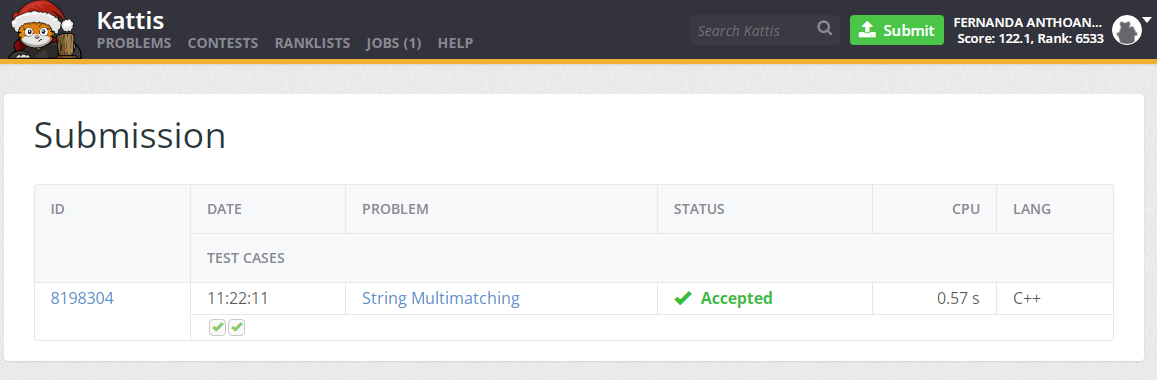 Kattis
PROBLEMS CONTESTS RANKLISTS JOBS (1) HELP
Search Kattis
Submit
FERNANDA ANTHOAN...
Score: 122.1, Rank: 6533
Submission
ID DATE PROBLEM STATUS CPU LANG
TEST CASES
8198304 11:22:11 String Multimatching Accepted 0.57 s C++